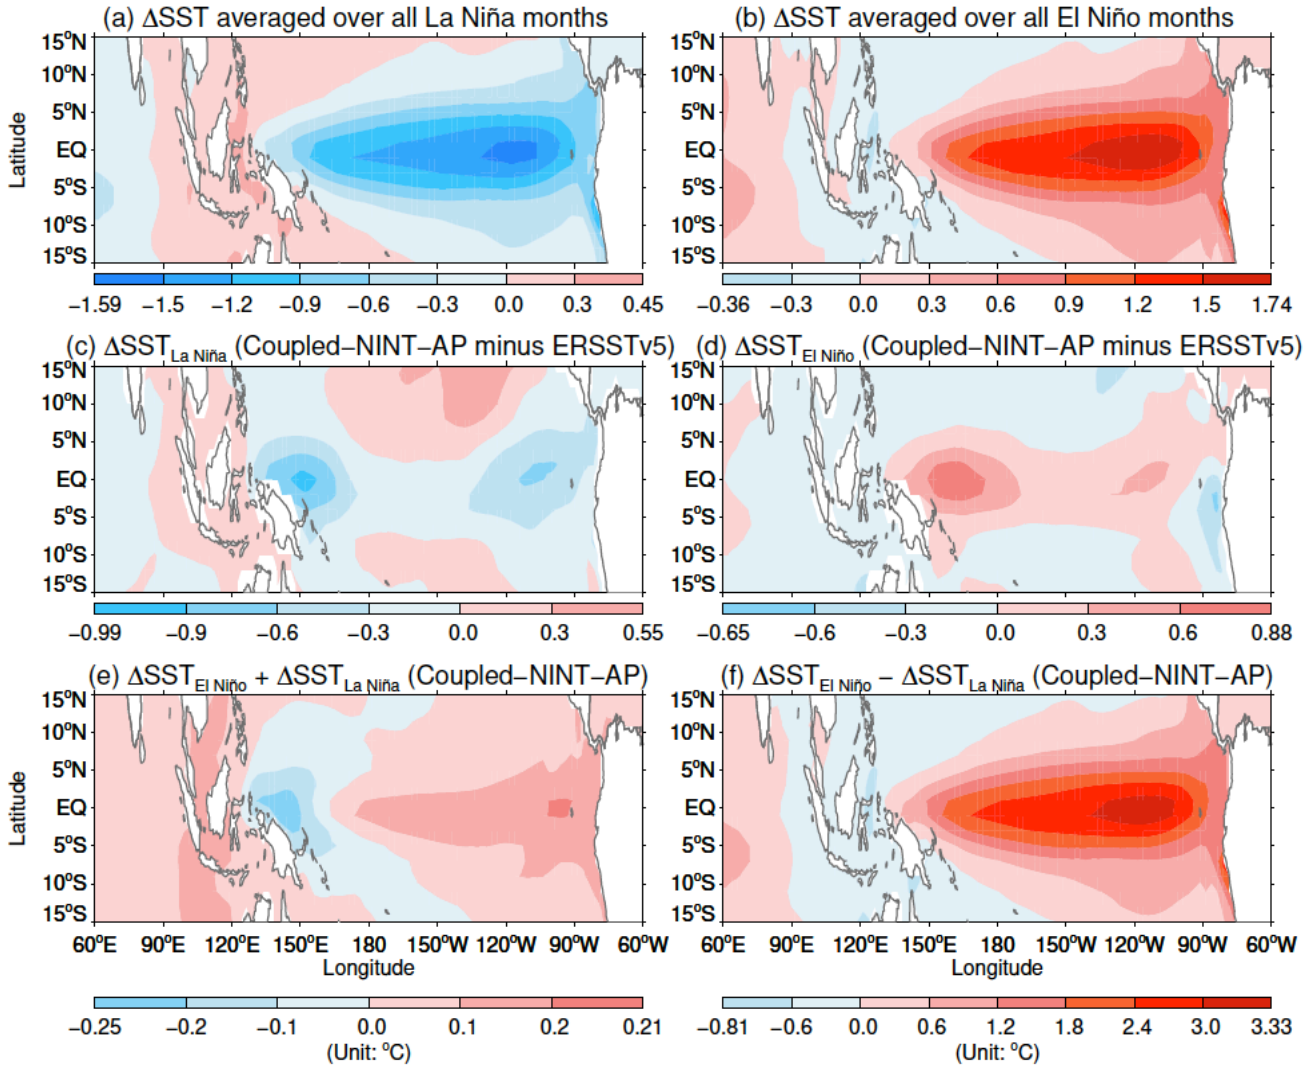 (a) ΔSST averaged over all La Niña months
(b) ΔSST averaged over all El Niño months
15°N
10°N
5°N
EQ
5°S
10°S
15°S
Latitude
15°N
10°N
5°N
EQ
5°S
10°S
15°S
−1.59 −1.5 −1.2 −0.9 −0.6 −0.3 0.0 0.3 0.45
−0.36 −0.3 0.0 0.3 0.6 0.9 1.2 1.5 1.74
(c) ΔSST La Niña (Coupled−NINT−AP minus ERSSTv5)
(d) ΔSST El Niño (Coupled−NINT−AP minus ERSSTv5)
15°N
10°N
5°N
EQ
5°S
10°S
15°S
15°N
10°N
5°N
EQ
5°S
10°S
15°S
−0.99 −0.9 −0.6 −0.3 0.0 0.3 0.55
−0.65 −0.6 −0.3 0.0 0.3 0.6 0.88
(e) ΔSST El Niño + ΔSST La Niña (Coupled−NINT−AP)
(f) ΔSST El Niño − ΔSST La Niña (Coupled−NINT−AP)
15°N
10°N
5°N
EQ
5°S
10°S
15°S
Latitude
15°N
10°N
5°N
EQ
5°S
10°S
15°S
60°E 90°E 120°E 150°E 180 150°W 120°W 90°W 60°W
Longitude
60°E 90°E 120°E 150°E 180 150°W 120°W 90°W 60°W
Longitude
−0.25 −0.2 −0.1 0.0 0.1 0.2 0.21
(Unit: °C)
−0.81 −0.6 0.0 0.6 1.2 1.8 2.4 3.0 3.33
(Unit: °C)